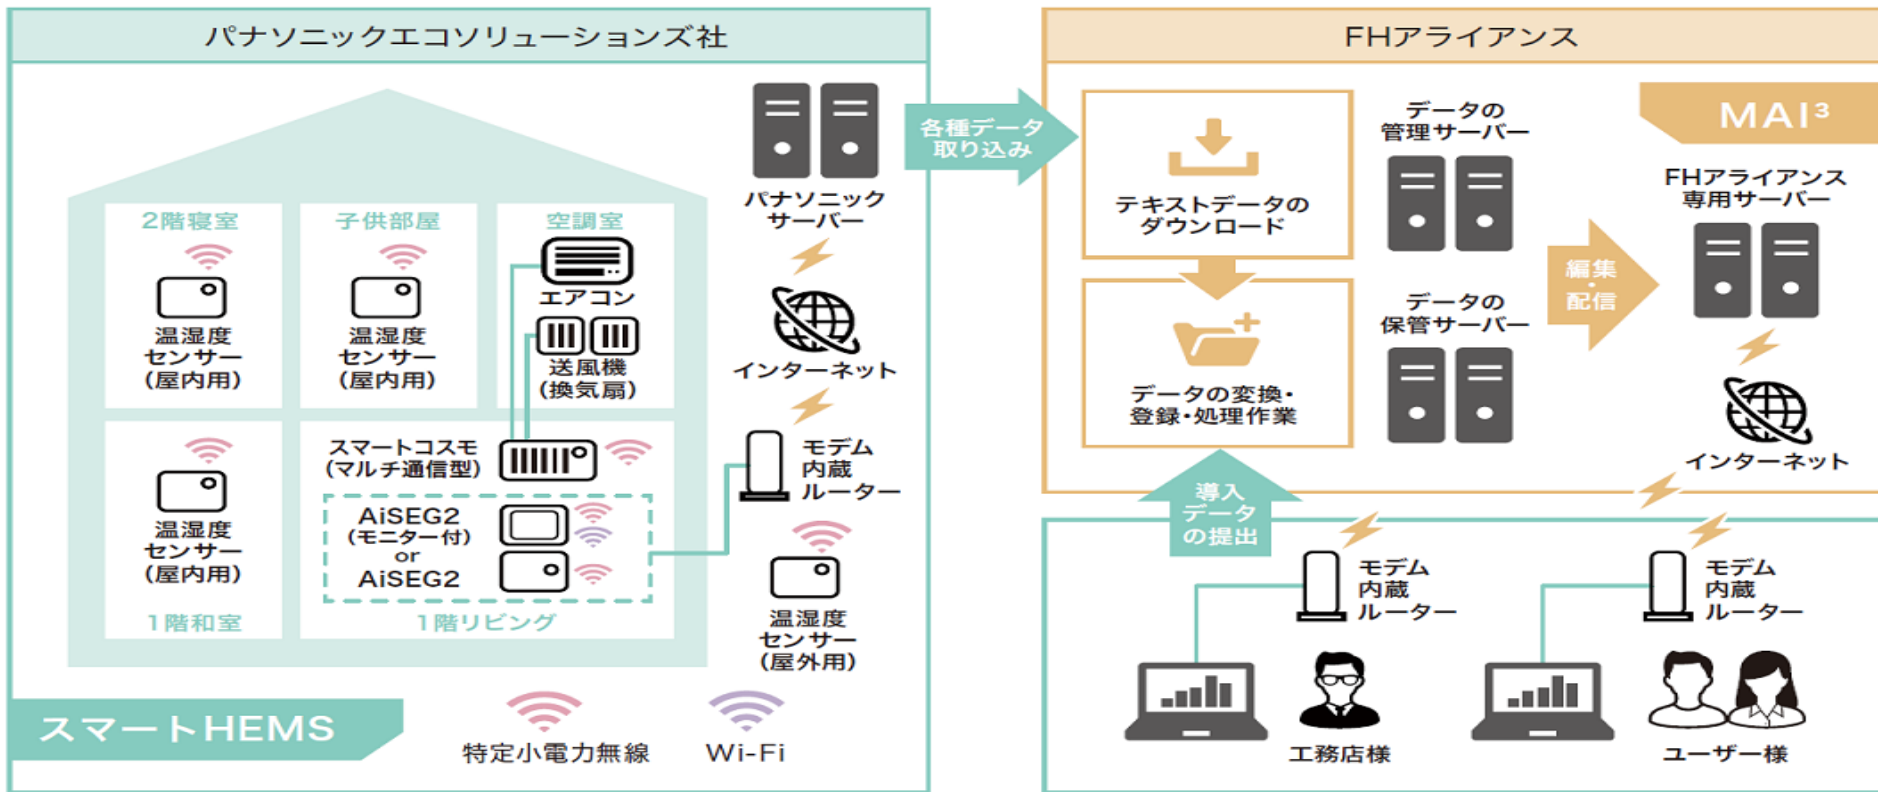 パナソニックエコソリューションズ社
2階寝室
温湿度
センサー
(屋内用)
子供部屋
温湿度
センサー
(屋内用)
空調室
エアコン
送風機
(換気扇)
温湿度
センサー
(屋内用)
1階和室
スマートコスモ
(マルチ通信型)
AiSEG2
(モニター付)
or
AiSEG2
1階リビング
パナソニック
サーバー
インターネット
モデム
内蔵
ルーター
温湿度
センサー
(屋外用)
スマートHEMS
特定小電力無線
Wi-Fi
各種データ
取り込み
FHアライアンス
テキストデータの
ダウンロード
データの変換・
登録・処理作業
データの
管理サーバー
データの
保管サーバー
編集
・
配信
MAI³
FHアライアンス
専用サーバー
インターネット
導入
データ
の提出
モデム
内蔵
ルーター
工務店様
モデム
内蔵
ルーター
ユーザー様